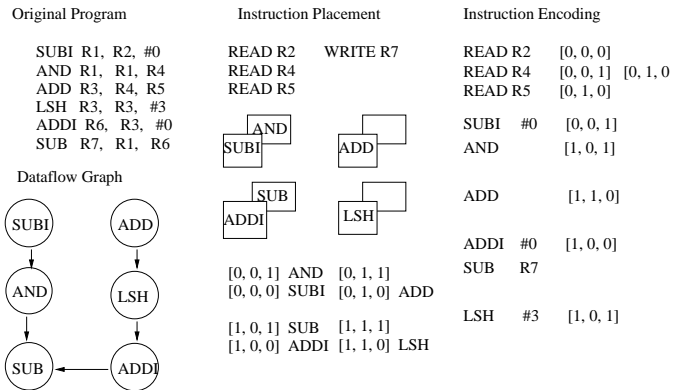 Original Program
SUBI R1, R2, #0
AND R1, R1, R4
ADD R3, R4, R5
LSH R3, R3, #3
ADDI R6, R3, #0
SUB R7, R1, R6
Dataflow Graph
SUBI ADD
AND LSH
SUB ADDI
Instruction Placement
READ R2 WRITE R7
READ R4
READ R5
AND
SUBI ADD
SUB
ADDI LSH
[0, 0, 1] AND [0, 1, 1]
[0, 0, 0] SUBI [0, 1, 0] ADD
[1, 0, 1] SUB [1, 1, 1]
[1, 0, 0] ADDI [1, 1, 0] LSH
Instruction Encoding
READ R2 [0, 0, 0]
READ R4 [0, 0, 1] [0, 1, 0
READ R5 [0, 1, 0]
SUBI #0 [0, 0, 1]
AND [1, 0, 1]
ADD [1, 1, 0]
ADDI #0 [1, 0, 0]
SUB R7
LSH #3 [1, 0, 1]